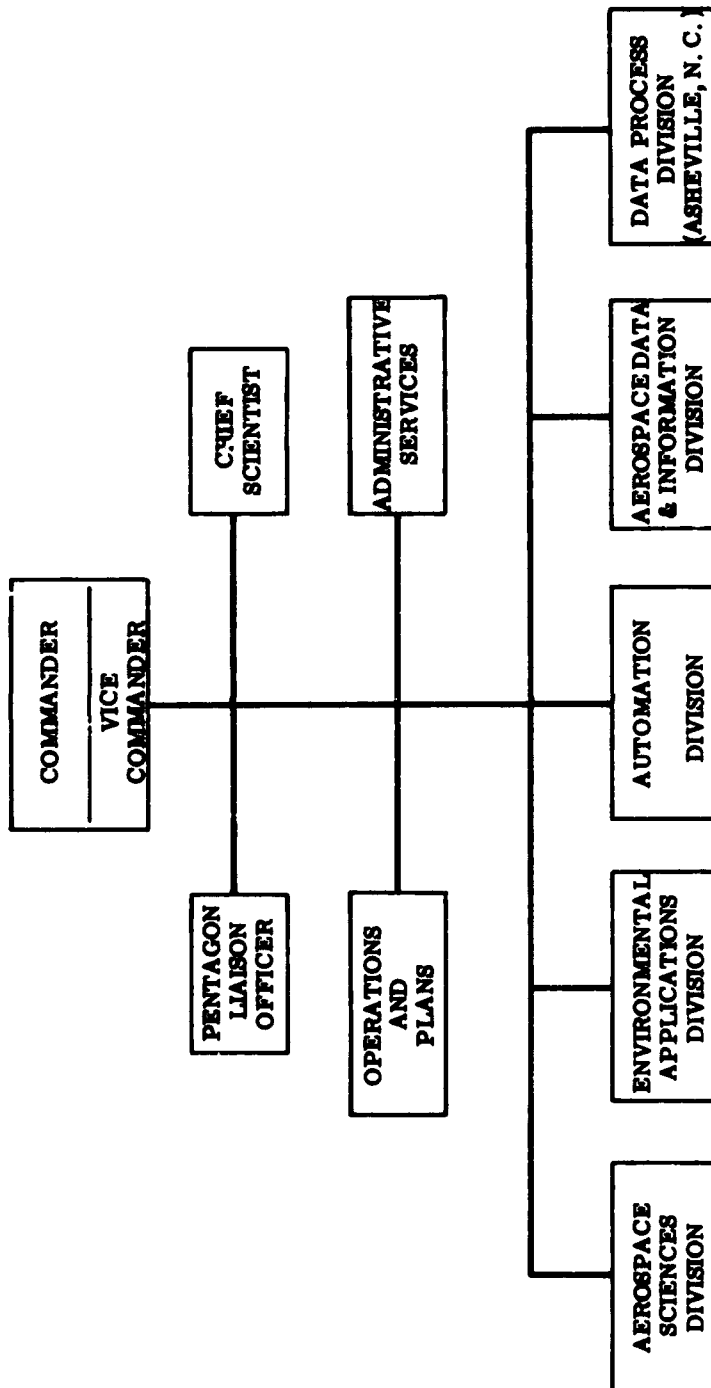 COMMANDER
VICE
COMMANDER
PENTAGON
LIAISON
OFFICER
CHIEF
SCIENTIST
OPERATIONS
AND
PLANS
ADMINISTRATIVE
SERVICES
AEROSPACE
SCIENCES
DIVISION
ENVIRONMENTAL
APPLICATIONS
DIVISION
AUTOMATION
DIVISION
AEROSPACE DATA
& INFORMATION
DIVISION
DATA PROCESS
DIVISION
(ASHEVILLE, N. C.)